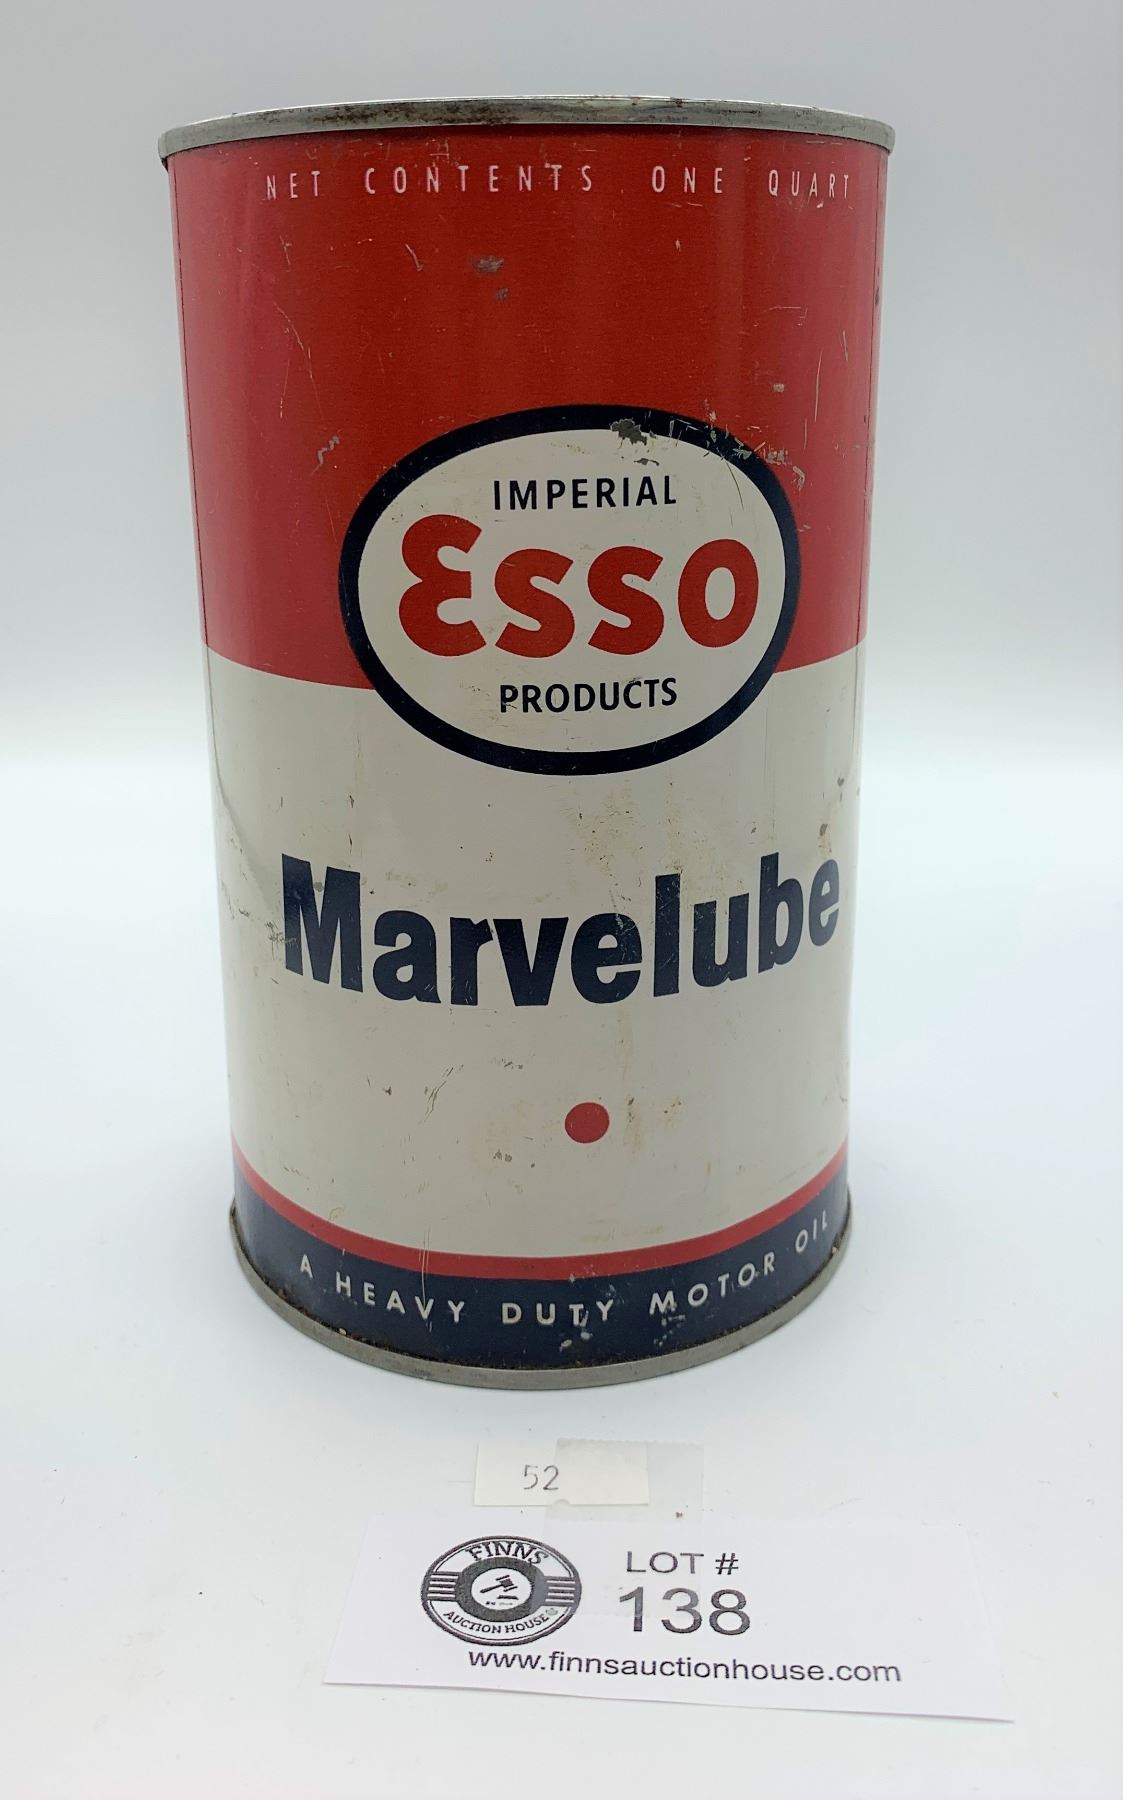 NET CONTENTS ONE QUART
IMPERIAL
Esso
PRODUCTS
Marvelube
A HEAVY DUTY MOTOR OIL
52
FINNS
AUCTION HOUSE
LOT #
138
www.finnsauctionhouse.com